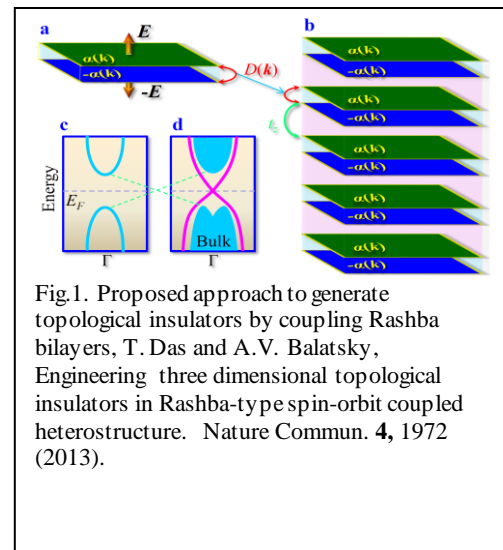 a
E
b
α(k)
-α(k)
D(k)
-E
α(k)
-α(k)
α(k)
-α(k)
α(k)
-α(k)
α(k)
-α(k)
α(k)
-α(k)
c
d
Energy
E_F
Bulk
Γ
Γ
Fig.1. Proposed approach to generate
topological insulators by coupling Rashba
bilayers, T. Das and A.V. Balatsky,
Engineering three dimensional topological
insulators in Rashba-type spin-orbit coupled
heterostructure. Nature Commun. 4, 1972
(2013).